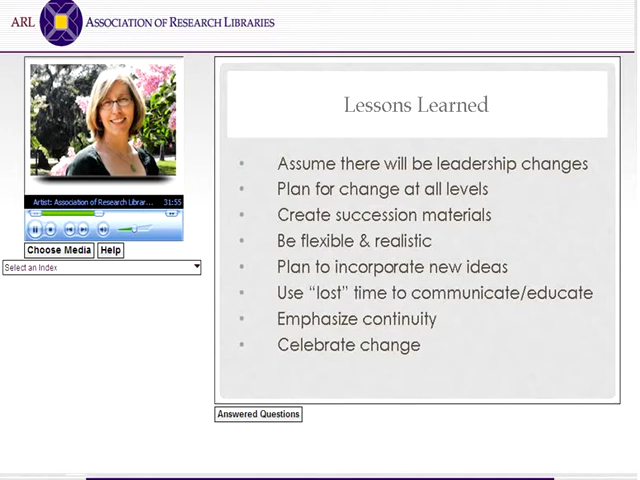 ARL ASSOCIATION OF RESEARCH LIBRARIES
Lessons Learned
• Assume there will be leadership changes
• Plan for change at all levels
• Create succession materials
• Be flexible & realistic
• Plan to incorporate new ideas
• Use “lost” time to communicate/educate
• Emphasize continuity
• Celebrate change
Artist: Association of Research Librar... 31:55
Choose Media Help
Select an Index
Answered Questions